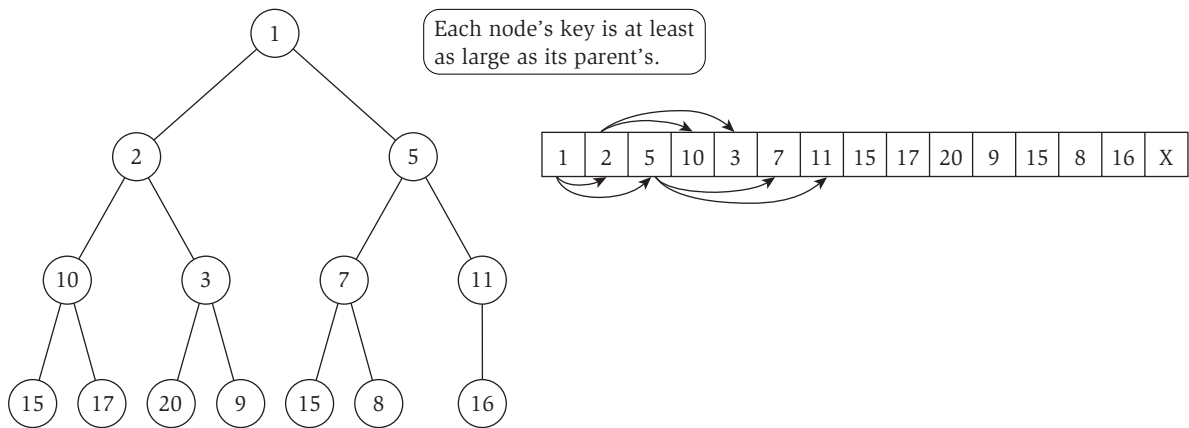 1
Each node’s key is at least
as large as its parent’s.
2 5
1 2 5 10 3 7 11 15 17 20 9 15 8 16 X
10 3 7 11
15 17 20 9 15 8 16